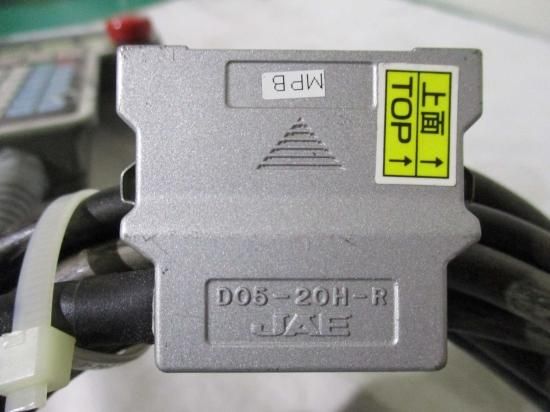 MPB
上面↑
TOP↑
D05-20H-R
JAE